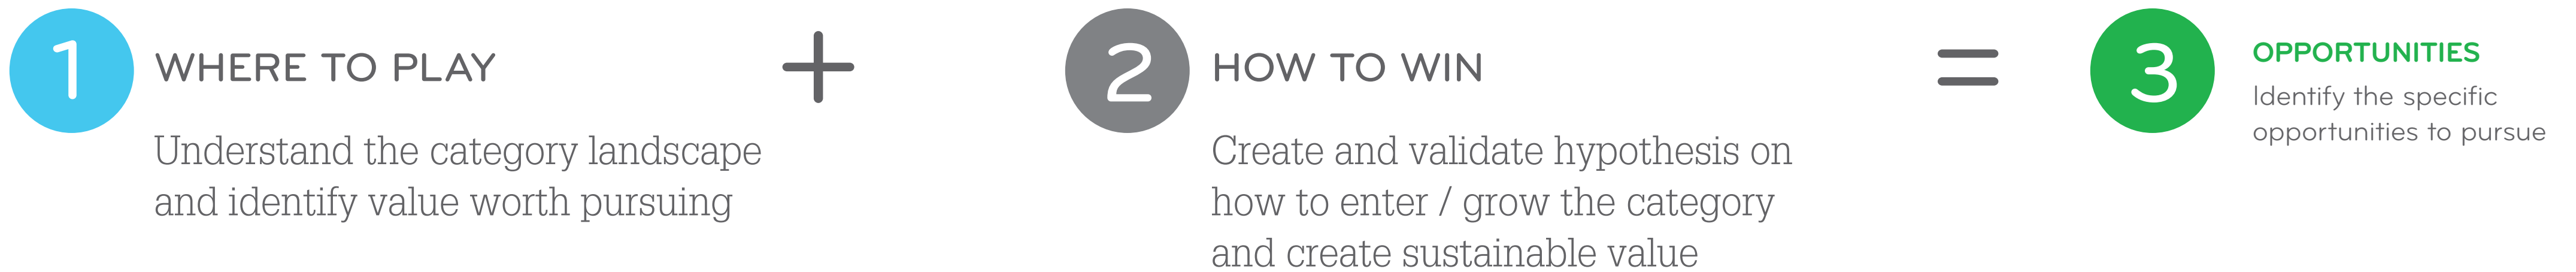 1
WHERE TO PLAY
Understand the category landscape
and identify value worth pursuing
+
2
HOW TO WIN
Create and validate hypothesis on
how to enter / grow the category
and create sustainable value
=
3
OPPORTUNITIES
Identify the specific
opportunities to pursue